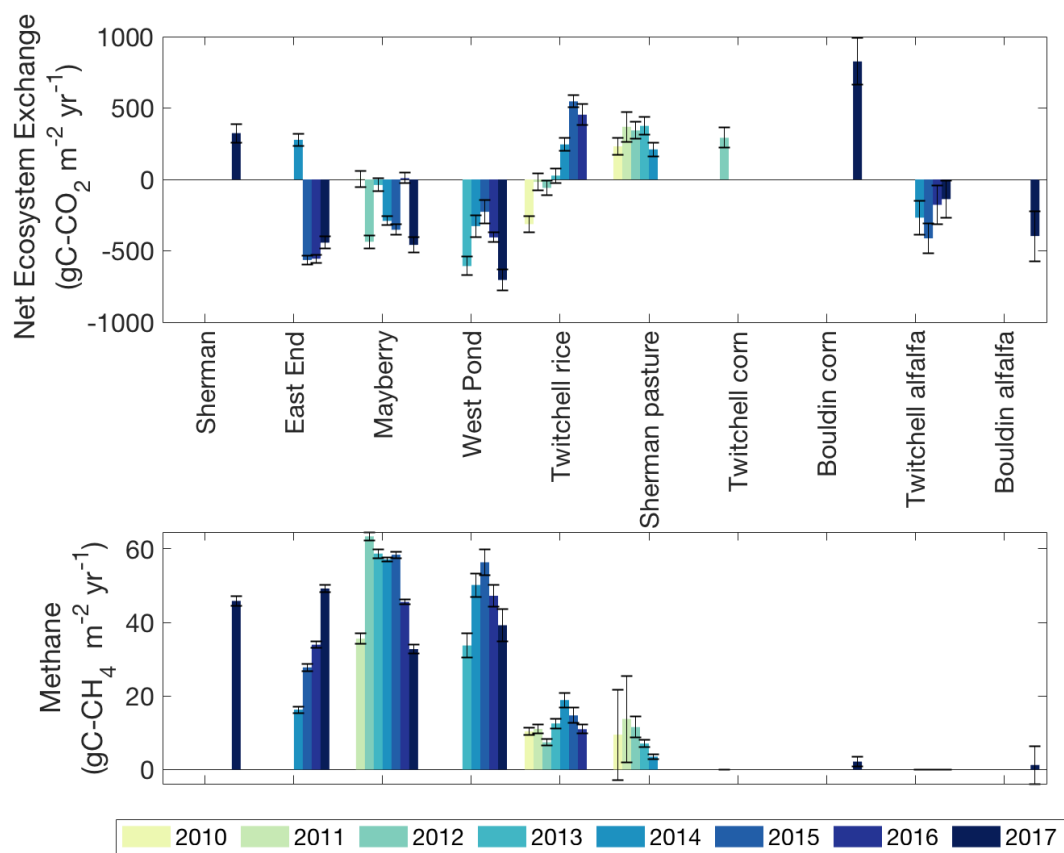 Net Ecosystem Exchange
(gC-CO2 m-2 yr-1)
1000
500
0
-500
-1000
Sherman
East End
Mayberry
West Pond
Twitchell rice
Sherman pasture
Twitchell corn
Bouldin corn
Twitchell alfalfa
Bouldin alfalfa
Methane
(gC-CH4 m-2 yr-1)
60
40
20
0
2010 2011 2012 2013 2014 2015 2016 2017